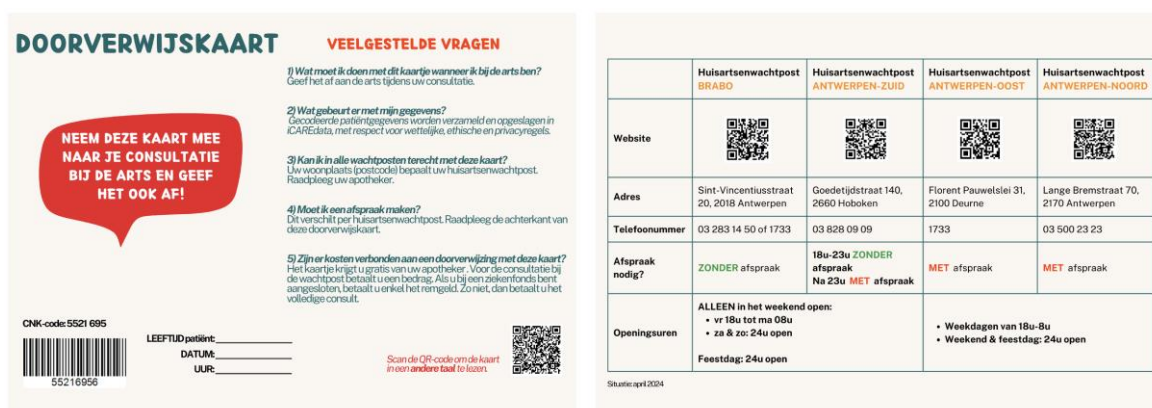 DOORVERWIJSKAART
NEEM DEZE KAART MEE
NAAR JE CONSULTATIE
BIJ DE ARTS EN GEEF
HET OOK AF!
VEELGESTELDE VRAGEN
1) Wat moet ik doen met dit kaartje wanneer ik bij de arts ben?
Geef het af aan de arts tijdens uw consultatie.
2) Wat gebeurt er met mijn gegevens?
Gecodeerde patiëntgegevens worden verzameld en opgeslagen in
iCAREdata, met respect voor wettelijke, ethische en privacyregels.
3) Kan ik in alle wachtposten terecht met deze kaart?
Uw woonplaats (postcode) bepaalt uw huisartsenwachtpost.
Raadpleeg uw apotheker.
4) Moet ik een afspraak maken?
Dit verschilt per huisartsenwachtpost. Raadpleeg de achterkant van
deze doorverwijskaart.
5) Zijn er kosten verbonden aan een doorverwijzing met deze kaart?
Het kaartje krijgt u gratis van uw apotheker. Voor de consultatie bij
de wachtpost betaalt u een bedrag. Als u bij een ziekenfonds bent
aangesloten, betaalt u enkel het remgeld. Zo niet, dan betaalt u het
volledige consult.
CNK-code: 5521 695
55216956
LEEFTIJD patiënt:
DATUM:
UUR:
Scan de QR-code om de kaart
in een andere taal te lezen.
Huisartsenwachtpost BRABO
Huisartsenwachtpost ANTWERPEN-ZUID
Huisartsenwachtpost ANTWERPEN-OOST
Huisartsenwachtpost ANTWERPEN-NOORD
Website
Adres
Sint-Vincentiusstraat
20, 2018 Antwerpen
Goedetijdstraat 140,
2660 Hoboken
Florent Pauwelslei 31,
2100 Deurne
Lange Bremstraat 70,
2170 Antwerpen
Telefoonnummer
03 283 14 50 of 1733
03 828 09 09
1733
03 500 23 23
Afspraak
nodig?
ZONDER afspraak
18u-23u ZONDER
afspraak
Na 23u MET afspraak
MET afspraak
MET afspraak
Openingsuren
ALLEEN in het weekend open:
• vr 18u tot ma 08u
• za & zo: 24u open
Feestdag: 24u open
• Weekdagen van 18u-8u
• Weekend & feestdag: 24u open
Situatie april 2024